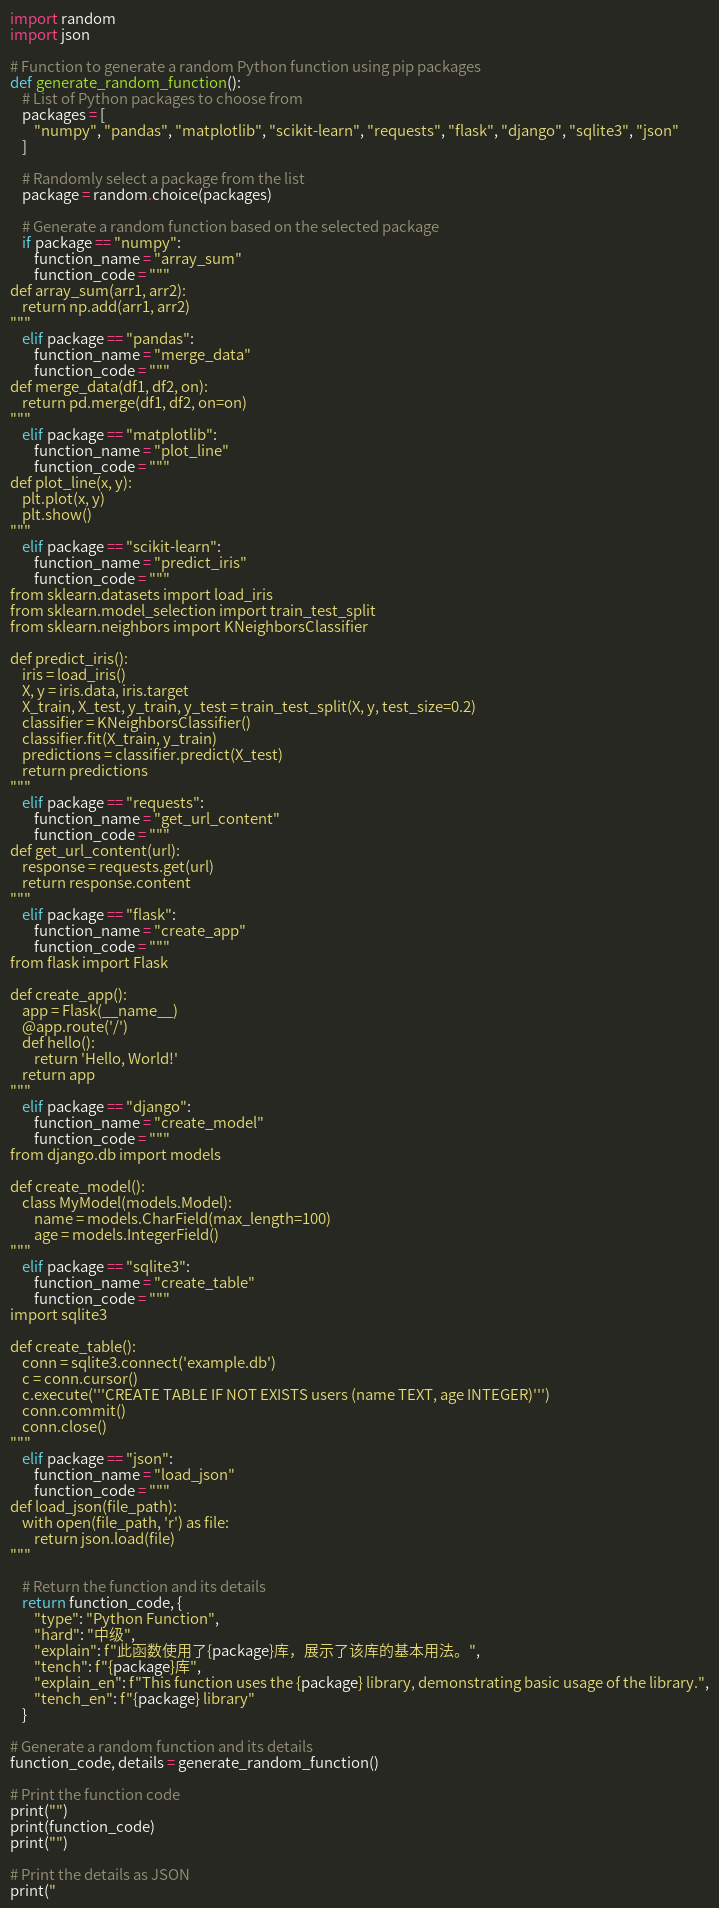 import random
import json
# Function to generate a random Python function using pip packages
def generate_random_function():
    # List of Python packages to choose from
    packages = [
        "numpy", "pandas", "matplotlib", "scikit-learn", "requests", "flask", "django", "sqlite3", "json"
    ]
    # Randomly select a package from the list
    package = random.choice(packages)
    # Generate a random function based on the selected package
    if package == "numpy":
        function_name = "array_sum"
        function_code = """
def array_sum(arr1, arr2):
    return np.add(arr1, arr2)
"""
    elif package == "pandas":
        function_name = "merge_data"
        function_code = """
def merge_data(df1, df2, on):
    return pd.merge(df1, df2, on=on)
"""
    elif package == "matplotlib":
        function_name = "plot_line"
        function_code = """
def plot_line(x, y):
    plt.plot(x, y)
    plt.show()
"""
    elif package == "scikit-learn":
        function_name = "predict_iris"
        function_code = """
from sklearn.datasets import load_iris
from sklearn.model_selection import train_test_split
from sklearn.neighbors import KNeighborsClassifier
def predict_iris():
    iris = load_iris()
    X, y = iris.data, iris.target
    X_train, X_test, y_train, y_test = train_test_split(X, y, test_size=0.2)
    classifier = KNeighborsClassifier()
    classifier.fit(X_train, y_train)
    predictions = classifier.predict(X_test)
    return predictions
"""
    elif package == "requests":
        function_name = "get_url_content"
        function_code = """
def get_url_content(url):
    response = requests.get(url)
    return response.content
"""
    elif package == "flask":
        function_name = "create_app"
        function_code = """
from flask import Flask
def create_app():
    app = Flask(__name__)
    @app.route('/')
    def hello():
        return 'Hello, World!'
    return app
"""
    elif package == "django":
        function_name = "create_model"
        function_code = """
from django.db import models
def create_model():
    class MyModel(models.Model):
        name = models.CharField(max_length=100)
        age = models.IntegerField()
"""
    elif package == "sqlite3":
        function_name = "create_table"
        function_code = """
import sqlite3
def create_table():
    conn = sqlite3.connect('example.db')
    c = conn.cursor()
    c.execute('''CREATE TABLE IF NOT EXISTS users (name TEXT, age INTEGER)''')
    conn.commit()
    conn.close()
"""
    elif package == "json":
        function_name = "load_json"
        function_code = """
def load_json(file_path):
    with open(file_path, 'r') as file:
        return json.load(file)
"""
    # Return the function and its details
    return function_code, {
        "type": "Python Function",
        "hard": "中级",
        "explain": f"此函数使用了{package}库，展示了该库的基本用法。",
        "tench": f"{package}库",
        "explain_en": f"This function uses the {package} library, demonstrating basic usage of the library.",
        "tench_en": f"{package} library"
    }
# Generate a random function and its details
function_code, details = generate_random_function()
# Print the function code
print("")
print(function_code)
print("")
# Print the details as JSON
print("